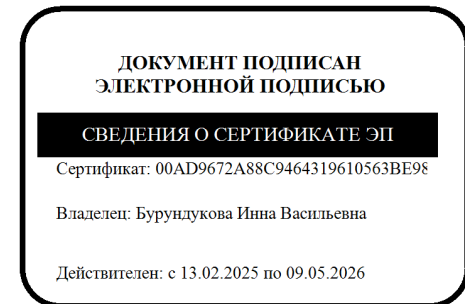 ДОКУМЕНТ ПОДПИСАН
ЭЛЕКТРОННОЙ ПОДПИСЬЮ
СВЕДЕНИЯ О СЕРТИФИКАТЕ ЭП
Сертификат: 00AD9672A88C9464319610563BE98
Владелец: Бурундукова Инна Васильевна
Действителен: с 13.02.2025 по 09.05.2026